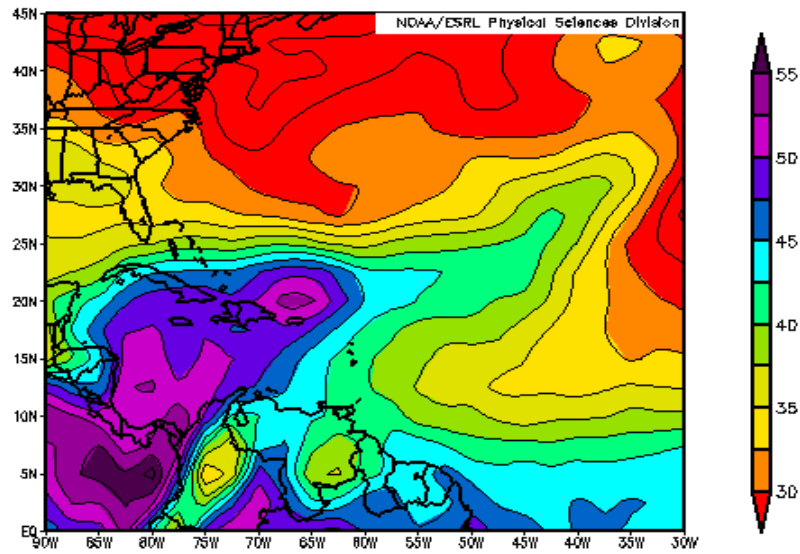 45N
NOAA/ESRL Physical Sciences Division
40N
35N
30N
25N
20N
15N
10N
5N
EQ
90W 85W 80W 75W 70W 65W 60W 55W 50W 45W 40W 35W 30W
55
50
45
40
35
30